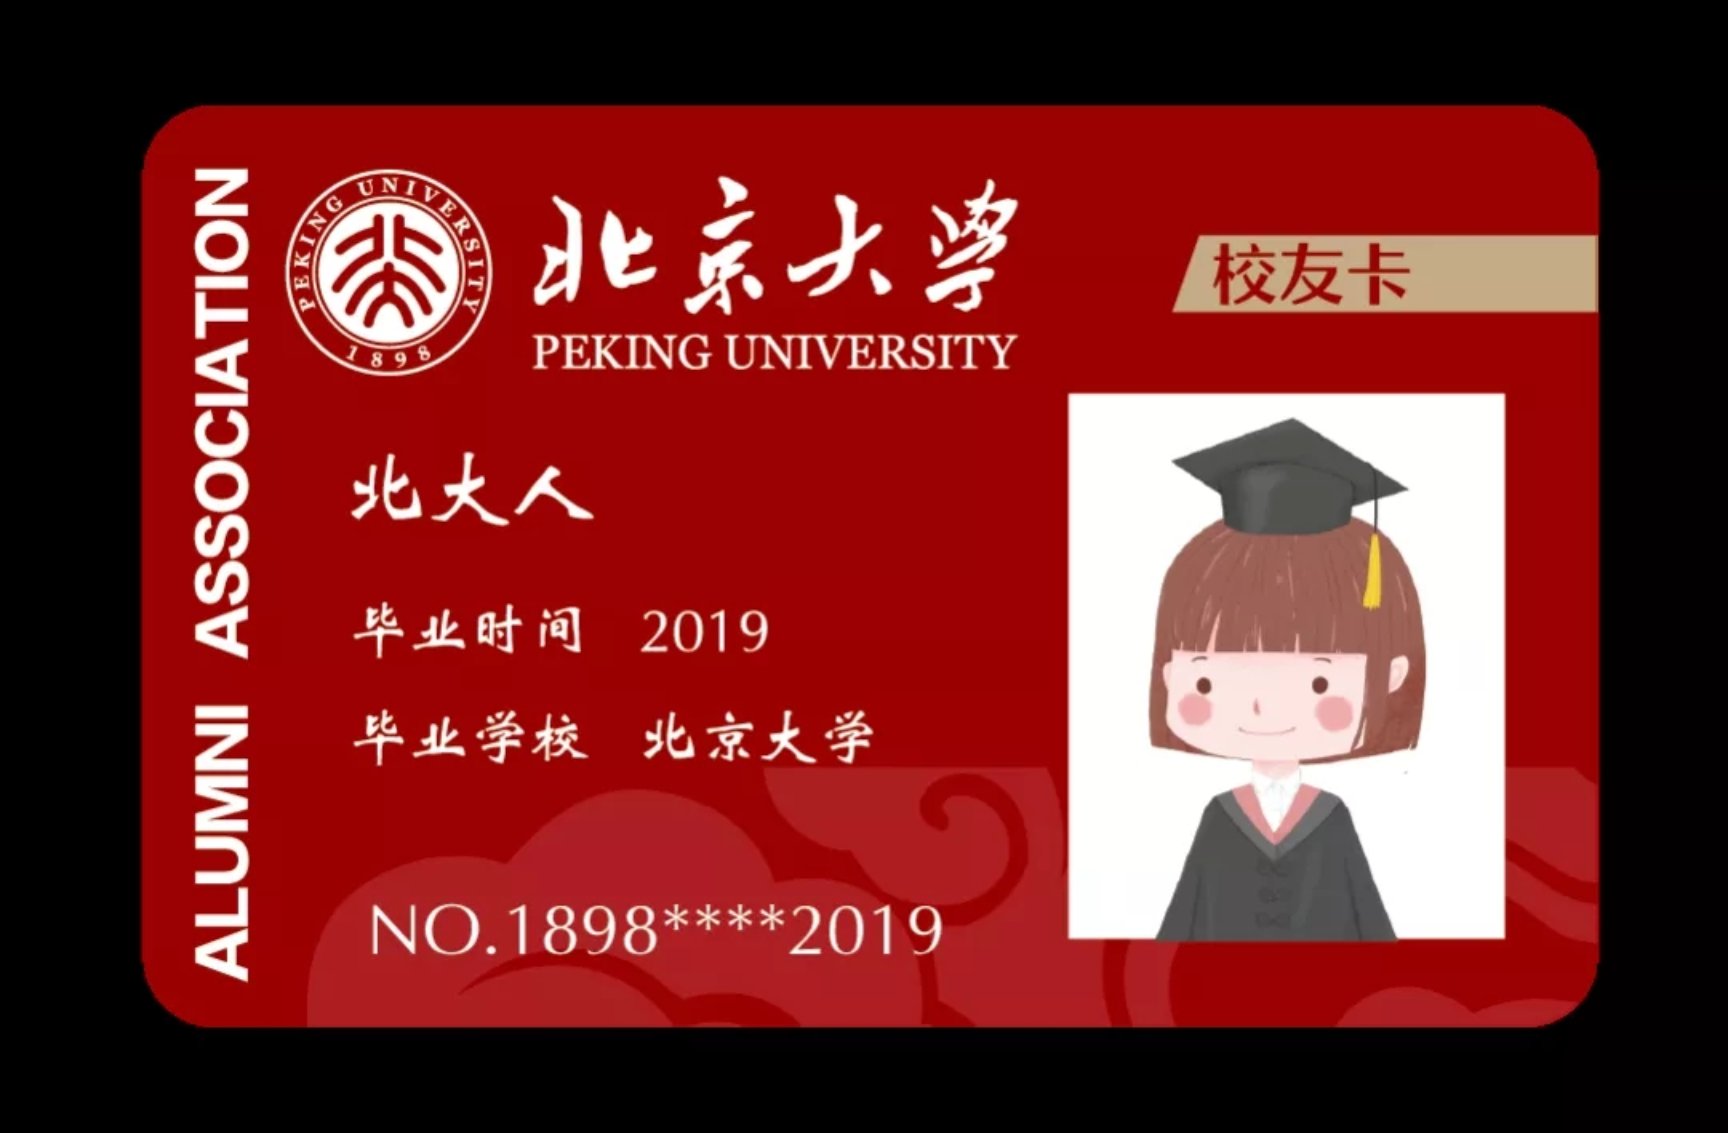 ALUMNI ASSOCIATION
PEKING UNIVERSITY
1898
北京大学
PEKING UNIVERSITY
校友卡
北大人
毕业时间 2019
毕业学校 北京大学
NO.1898****2019